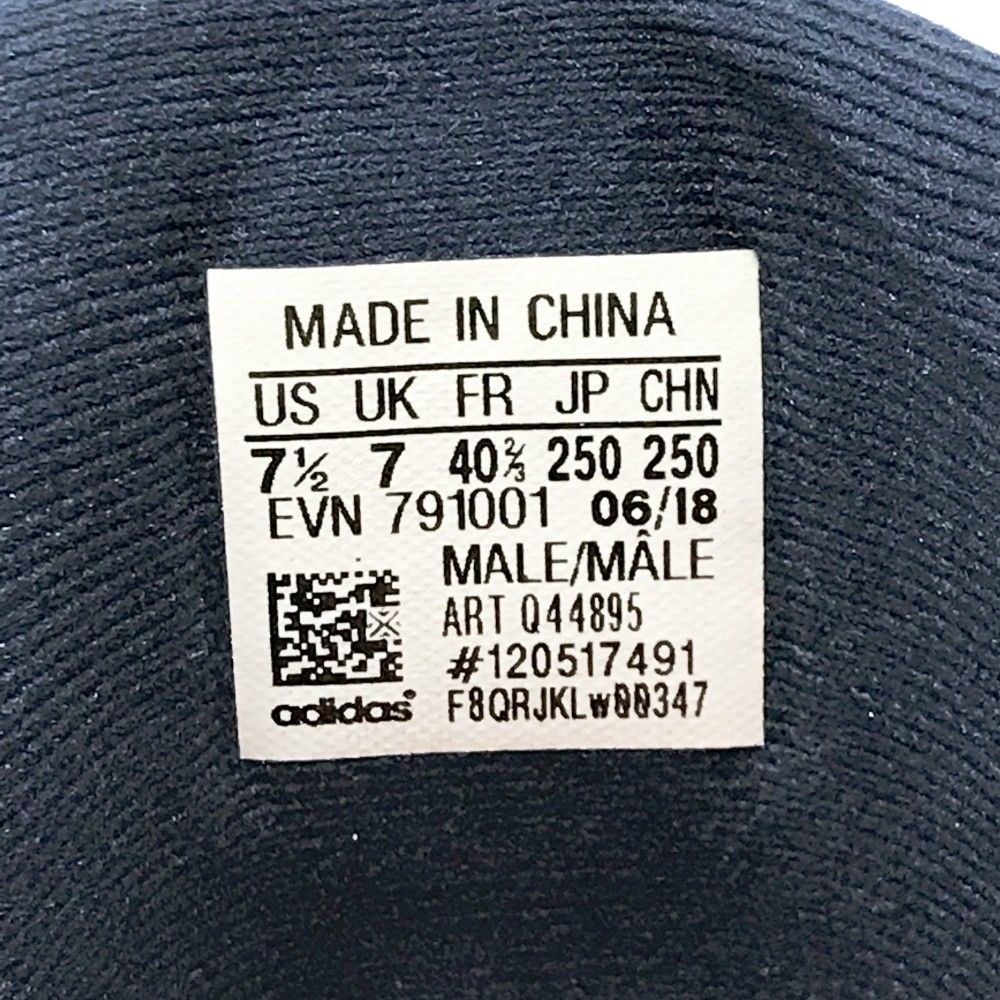 MADE IN CHINA
US UK FR JP CHN
7½ 7 40⅔ 250 250
EVN 791001 06/18
MALE/MÂLE
ART Q44895
#120517491
adidas® F8QRJKLW00347